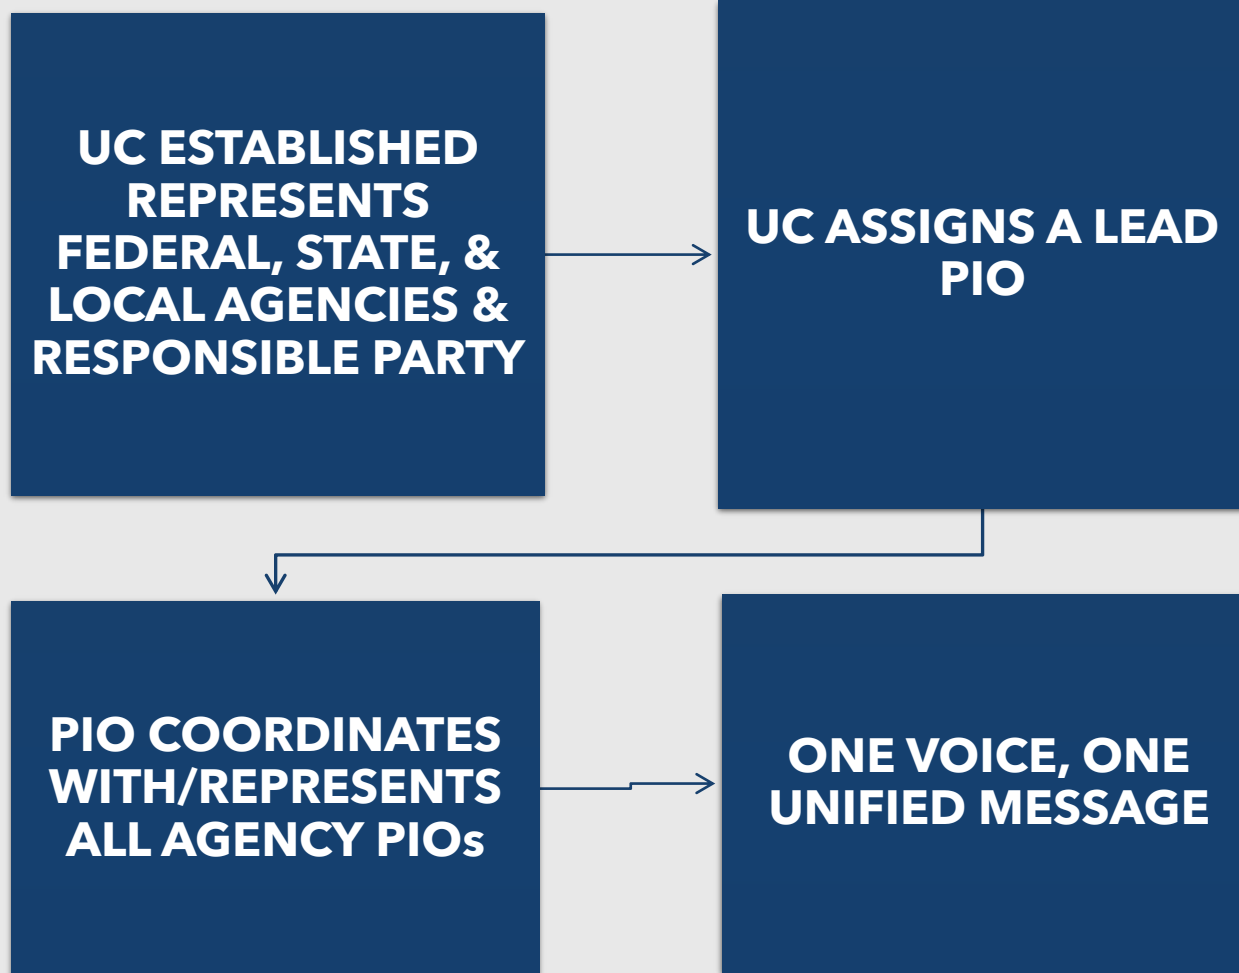 UC ESTABLISHED
REPRESENTS
FEDERAL, STATE, &
LOCAL AGENCIES &
RESPONSIBLE PARTY
UC ASSIGNS A LEAD
PIO
PIO COORDINATES
WITH/REPRESENTS
ALL AGENCY PIOs
ONE VOICE, ONE
UNIFIED MESSAGE